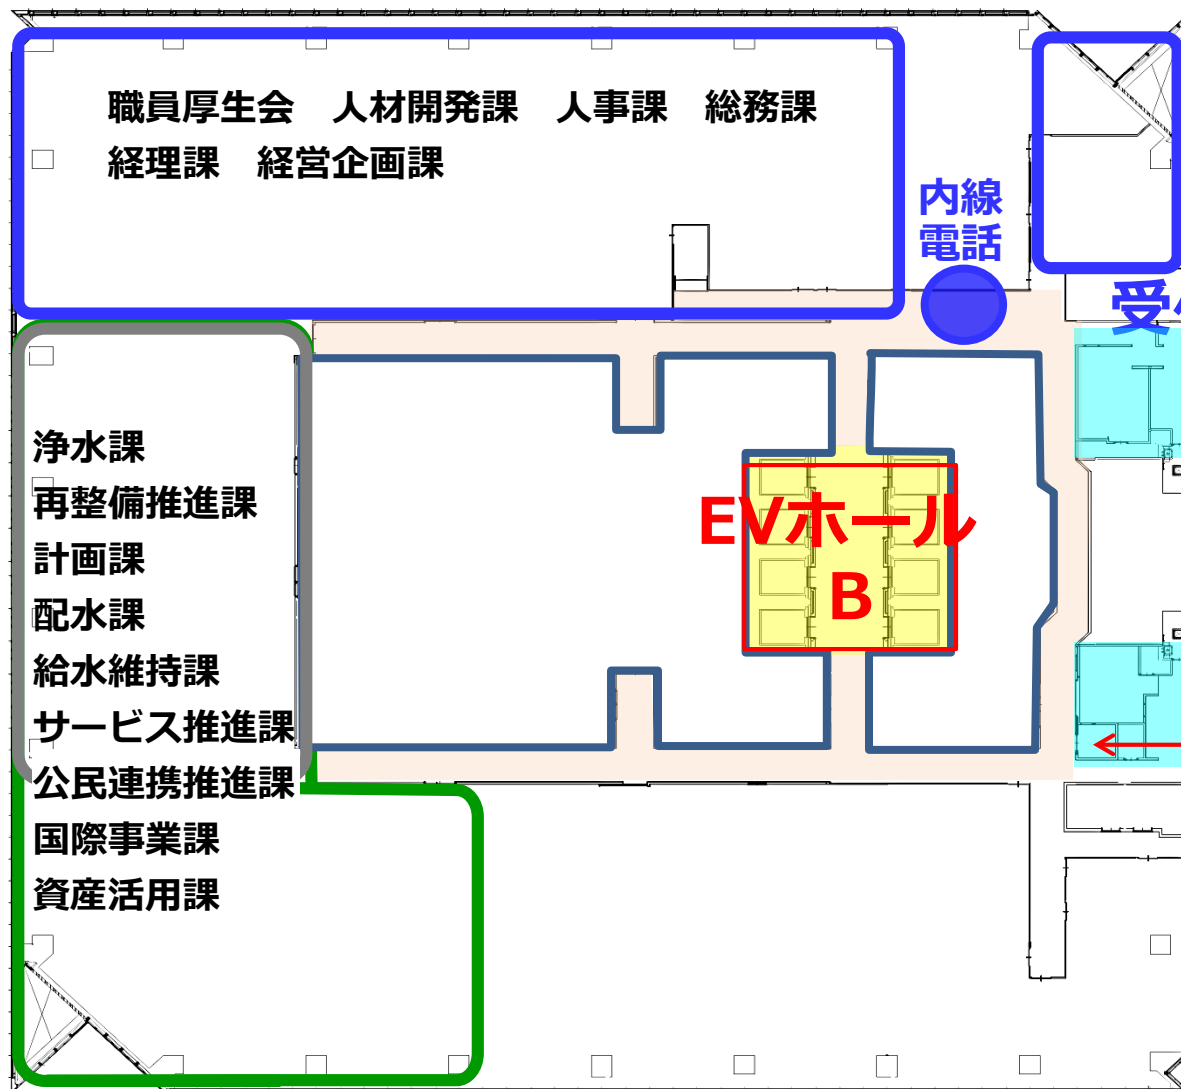 職員厚生会　人材開発課　人事課　総務課
経理課　経営企画課
内線
電話
受
浄水課
再整備推進課
計画課
配水課
給水維持課
サービス推進課
公民連携推進課
国際事業課
資産活用課
EVホール
B